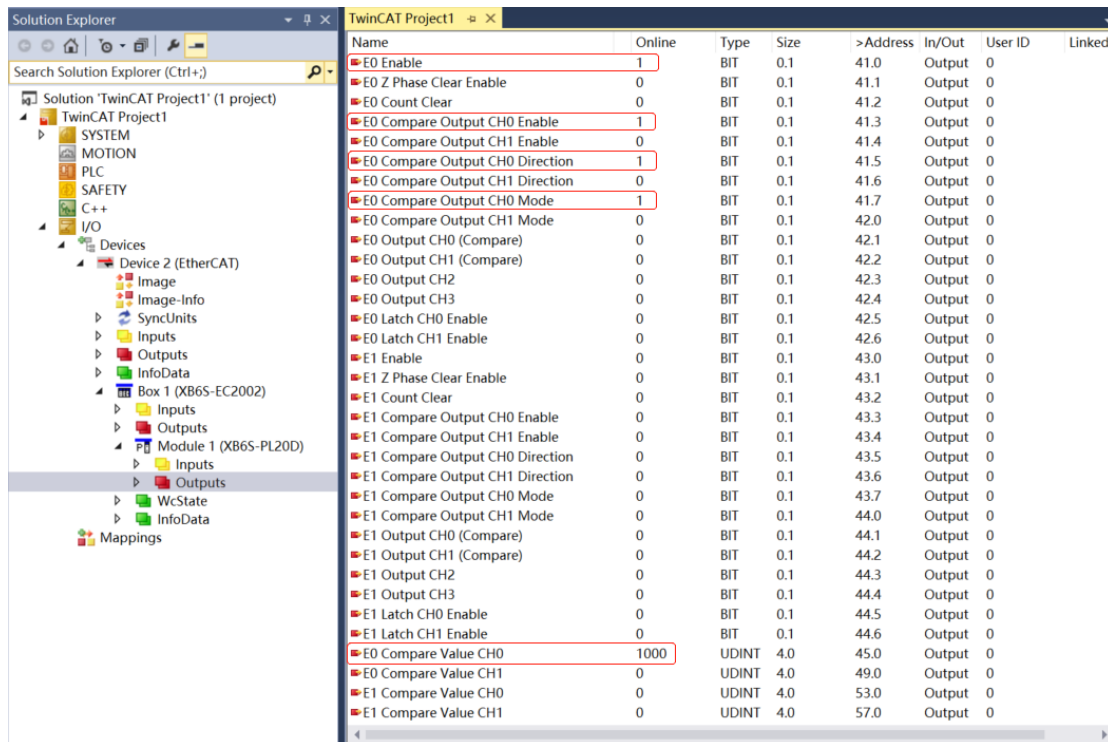 Solution Explorer
Search Solution Explorer (Ctrl+;)
Solution 'TwinCAT Project1' (1 project)
TwinCAT Project1
SYSTEM
MOTION
PLC
SAFETY
C++
I/O
Devices
Device 2 (EtherCAT)
Image
Image-Info
SyncUnits
Inputs
Outputs
InfoData
Box 1 (XB6S-EC2002)
Inputs
Outputs
Module 1 (XB6S-PL20D)
Inputs
Outputs
WcState
InfoData
Mappings
TwinCAT Project1
Name Online Type Size >Address In/Out User ID Linked
E0 Enable 1 BIT 0.1 41.0 Output 0
E0 Z Phase Clear Enable 0 BIT 0.1 41.1 Output 0
E0 Count Clear 0 BIT 0.1 41.2 Output 0
E0 Compare Output CH0 Enable 1 BIT 0.1 41.3 Output 0
E0 Compare Output CH1 Enable 0 BIT 0.1 41.4 Output 0
E0 Compare Output CH0 Direction 1 BIT 0.1 41.5 Output 0
E0 Compare Output CH1 Direction 0 BIT 0.1 41.6 Output 0
E0 Compare Output CH0 Mode 1 BIT 0.1 41.7 Output 0
E0 Compare Output CH1 Mode 0 BIT 0.1 42.0 Output 0
E0 Output CH0 (Compare) 0 BIT 0.1 42.1 Output 0
E0 Output CH1 (Compare) 0 BIT 0.1 42.2 Output 0
E0 Output CH2 0 BIT 0.1 42.3 Output 0
E0 Output CH3 0 BIT 0.1 42.4 Output 0
E0 Latch CH0 Enable 0 BIT 0.1 42.5 Output 0
E0 Latch CH1 Enable 0 BIT 0.1 42.6 Output 0
E1 Enable 0 BIT 0.1 43.0 Output 0
E1 Z Phase Clear Enable 0 BIT 0.1 43.1 Output 0
E1 Count Clear 0 BIT 0.1 43.2 Output 0
E1 Compare Output CH0 Enable 0 BIT 0.1 43.3 Output 0
E1 Compare Output CH1 Enable 0 BIT 0.1 43.4 Output 0
E1 Compare Output CH0 Direction 0 BIT 0.1 43.5 Output 0
E1 Compare Output CH1 Direction 0 BIT 0.1 43.6 Output 0
E1 Compare Output CH0 Mode 0 BIT 0.1 43.7 Output 0
E1 Compare Output CH1 Mode 0 BIT 0.1 44.0 Output 0
E1 Output CH0 (Compare) 0 BIT 0.1 44.1 Output 0
E1 Output CH1 (Compare) 0 BIT 0.1 44.2 Output 0
E1 Output CH2 0 BIT 0.1 44.3 Output 0
E1 Output CH3 0 BIT 0.1 44.4 Output 0
E1 Latch CH0 Enable 0 BIT 0.1 44.5 Output 0
E1 Latch CH1 Enable 0 BIT 0.1 44.6 Output 0
E0 Compare Value CH0 1000 UDINT 4.0 45.0 Output 0
E0 Compare Value CH1 0 UDINT 4.0 49.0 Output 0
E1 Compare Value CH0 0 UDINT 4.0 53.0 Output 0
E1 Compare Value CH1 0 UDINT 4.0 57.0 Output 0